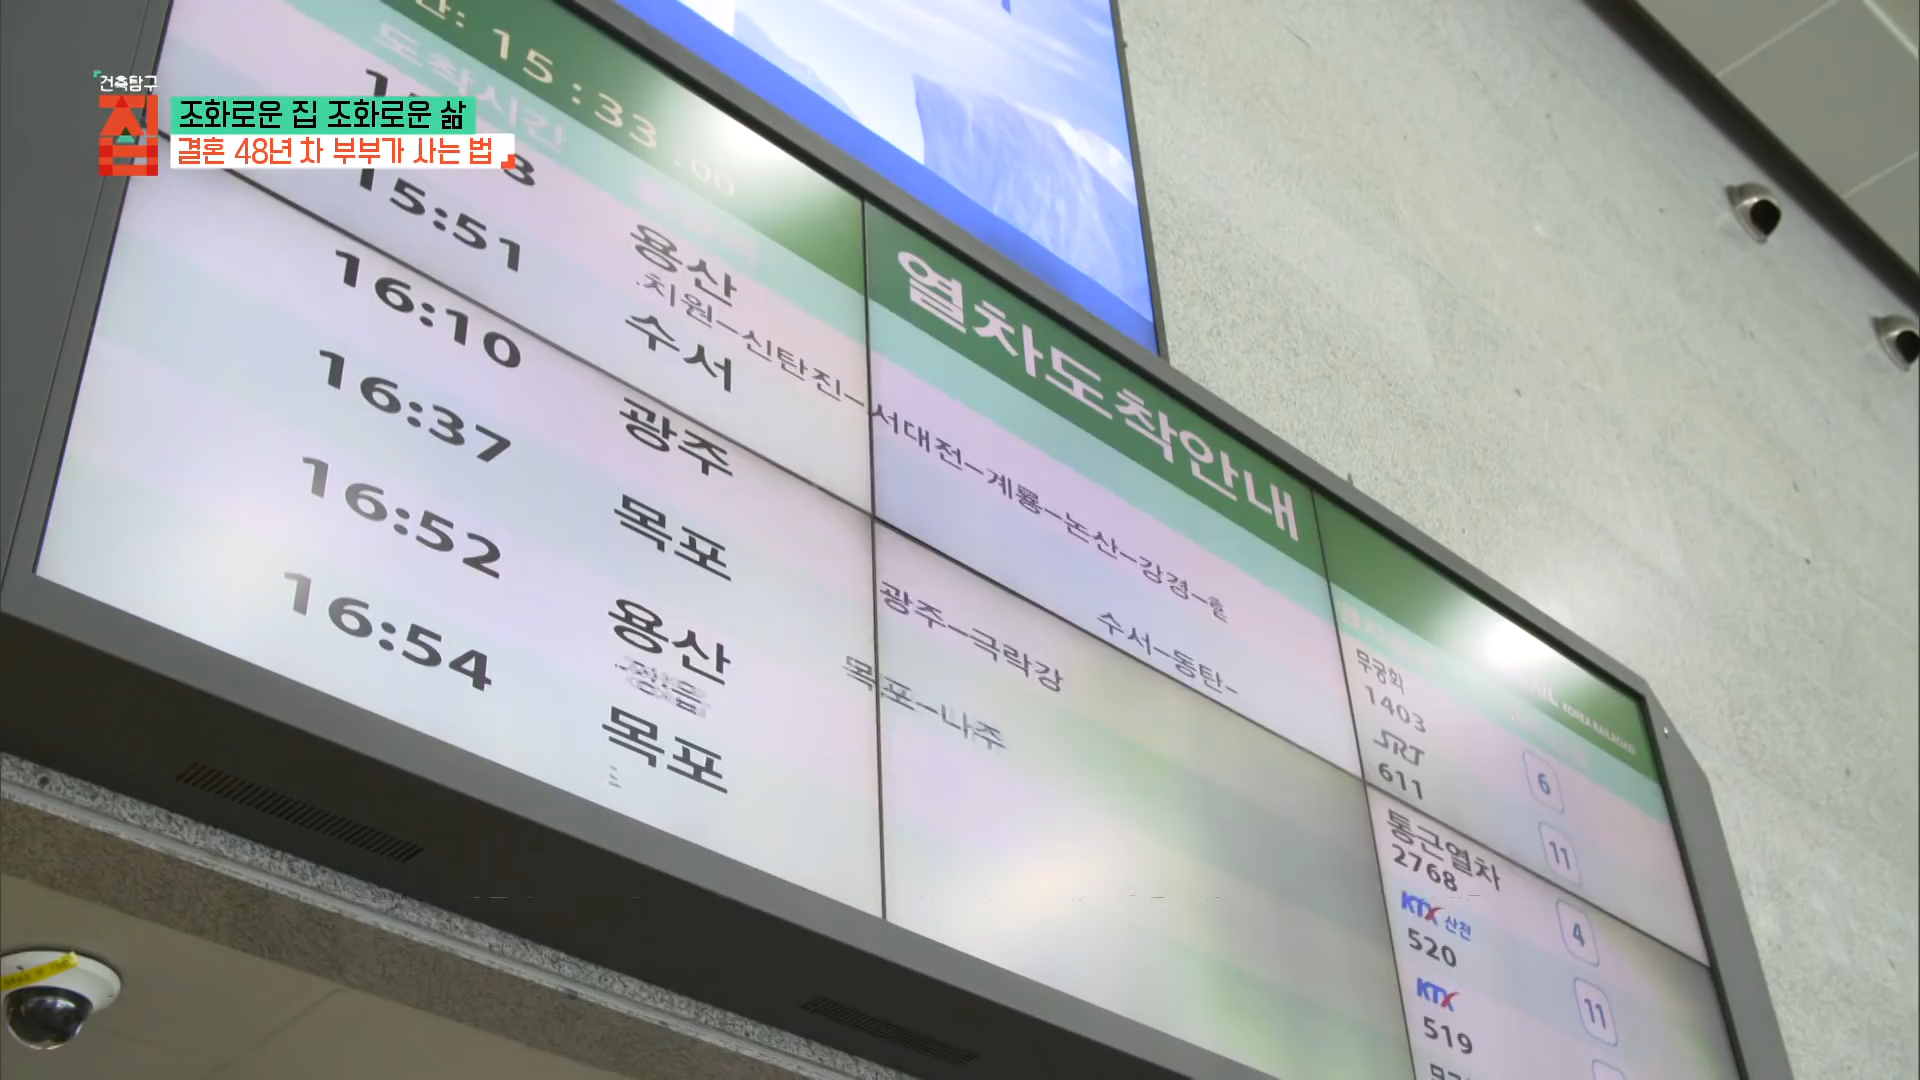 건축탐구
집
조화로운 집 조화로운 삶
결혼 48년 차 부부가 사는 법
15:33:00
도착시간
열차도착안내
KOREA RAILROAD
15:51 용산
16:10 수서
16:37 광주
16:52 목포
16:54 용산
목포
신탄진-서대전-계룡-논산-강경-
수서-동탄-
광주-극락강
목포-나주
무궁화
1403 6
SRT
611 11
통근열차
2768 4
KTX 산천
520 11
KTX
519